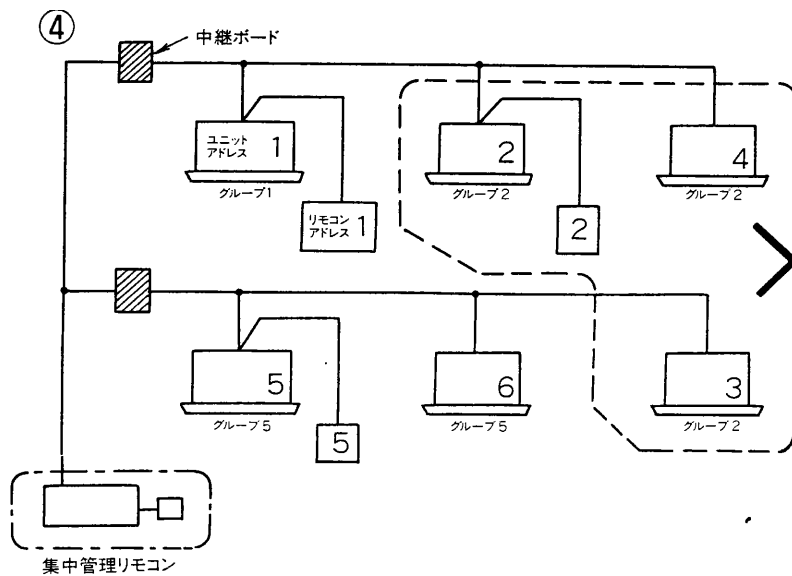 ④
中継ボード
ユニット
アドレス 1
グループ1
リモコン
アドレス 1
2
グループ2
2
4
グループ2
5
グループ5
5
6
グループ5
3
グループ2
集中管理リモコン